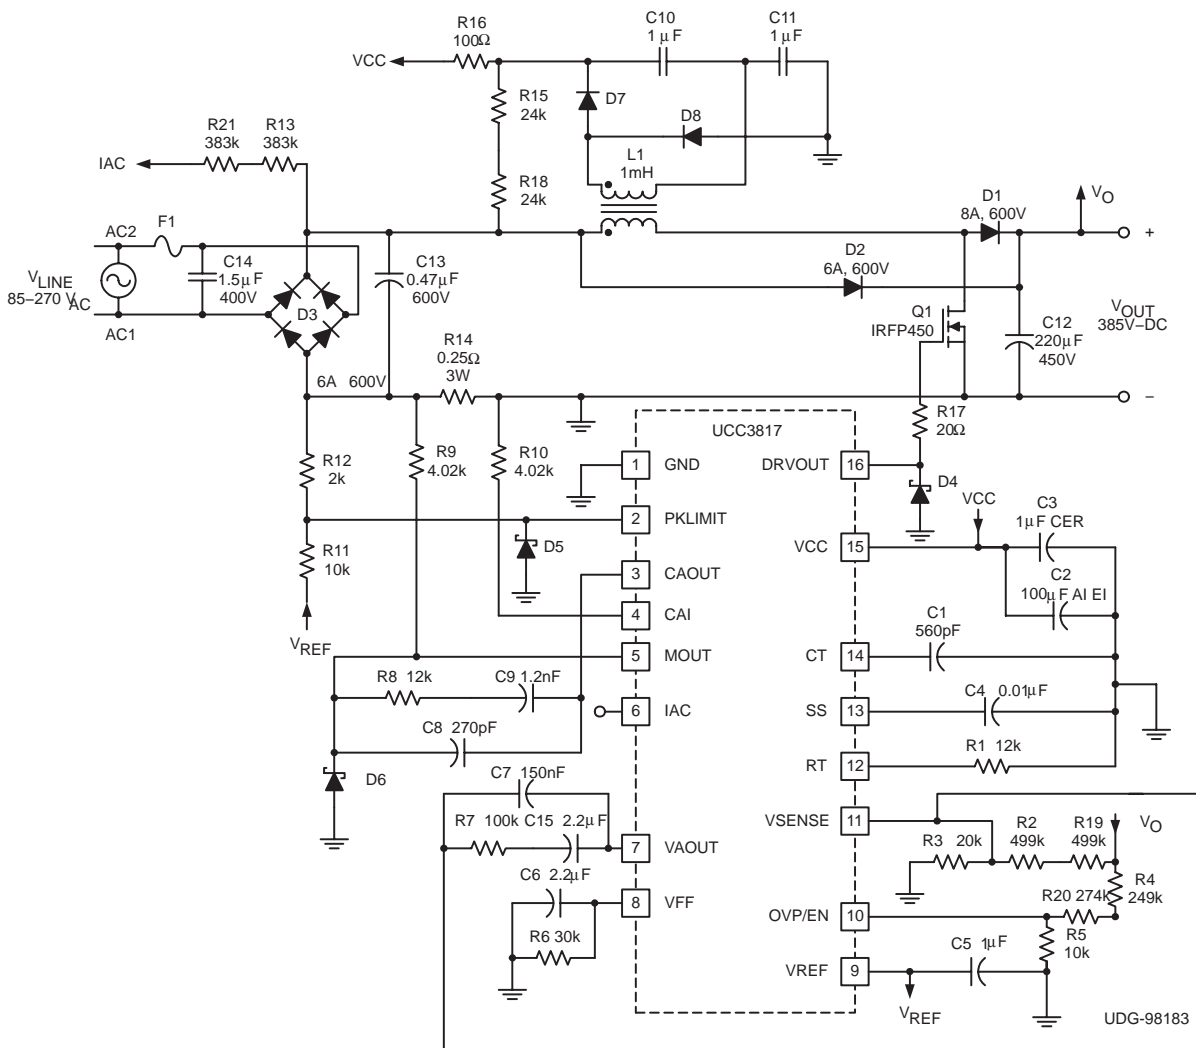 C10
1 μF
C11
1 μF
R16
100Ω
VCC
D7
R15
24k
D8
R21
383k
R13
383k
IAC
L1
1mH
R18
24k
D1
8A, 600V
VO
AC2
F1
+
D2
6A, 600V
C14
1.5μF
400V
C13
0.47μF
600V
VLINE
85–270 VAC
D3
Q1
IRFP450
VOUT
385V–DC
C12
220μF
450V
AC1
R14
0.25Ω
3W
6A 600V
–
R17
20Ω
UCC3817
R12
2k
R9
4.02k
R10
4.02k
1
GND
DRVOUT
16
D4
VCC
C3
1μF CER
2
PKLIMIT
D5
VCC
15
R11
10k
3
CAOUT
C2
100μF AI EI
4
CAI
C1
560pF
VREF
5
MOUT
CT
14
R8 12k
C9 1.2nF
C4 0.01μF
6
IAC
SS
13
C8 270pF
R1 12k
RT
12
D6
C7 150nF
VSENSE
11
R7 100k
C15 2.2μF
R3 20k
R2
499k
R19
499k
VO
7
VAOUT
C6 2.2μF
R20 274k
R4
249k
8
VFF
OVP/EN
10
R6 30k
R5
10k
C5 1μF
VREF
9
VREF
UDG-98183